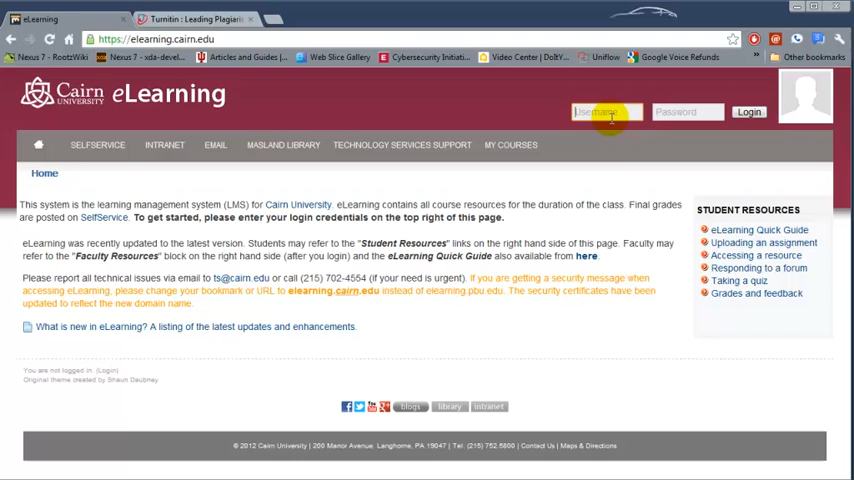 eLearning
Turnitin : Leading Plagiaris
https://elearning.cairn.edu
Nexus 7 - RootzWiki
Nexus 7 - xda-devel...
Articles and Guides |...
Web Slice Gallery
Cybersecurity Initiati...
Video Center | DoItY...
Uniflow
Google Voice Refunds
»
Other bookmarks
Cairn UNIVERSITY eLearning
Username
Password
Login
SELFSERVICE
INTRANET
EMAIL
MASLAND LIBRARY
TECHNOLOGY SERVICES SUPPORT
MY COURSES
Home
This system is the learning management system (LMS) for Cairn University. eLearning contains all course resources for the duration of the class. Final grades
are posted on SelfService. To get started, please enter your login credentials on the top right of this page.
eLearning was recently updated to the latest version. Students may refer to the "Student Resources" links on the right hand side of this page. Faculty may
refer to the "Faculty Resources" block on the right hand side (after you login) and the eLearning Quick Guide also available from here.
Please report all technical issues via email to ts@cairn.edu or call (215) 702-4554 (if your need is urgent). If you are getting a security message when
accessing eLearning, please change your bookmark or URL to elearning.cairn.edu instead of elearning.pbu.edu. The security certificates have been
updated to reflect the new domain name.
What is new in eLearning? A listing of the latest updates and enhancements.
STUDENT RESOURCES
eLearning Quick Guide
Uploading an assignment
Accessing a resource
Responding to a forum
Taking a quiz
Grades and feedback
You are not logged in. (Login)
Original theme created by Shaun Daubney
blogs
library
intranet
© 2012 Cairn University | 200 Manor Avenue, Langhorne, PA 19047 | Tel. (215) 752.5800 | Contact Us | Maps & Directions